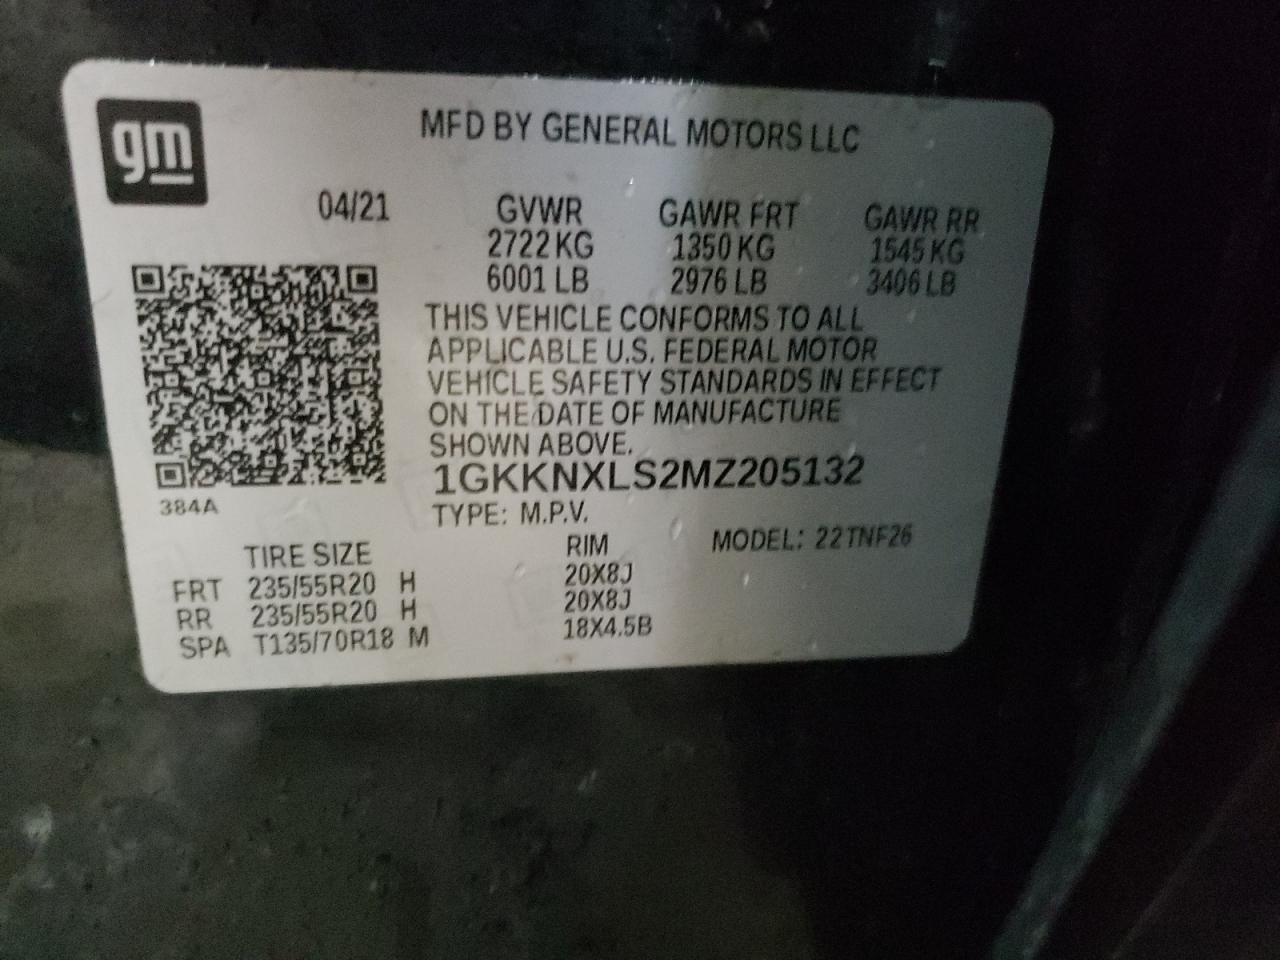 gm
MFD BY GENERAL MOTORS LLC
04/21 GVWR GAWR FRT GAWR RR
2722 KG 1350 KG 1545 KG
6001 LB 2976 LB 3406 LB
THIS VEHICLE CONFORMS TO ALL
APPLICABLE U.S. FEDERAL MOTOR
VEHICLE SAFETY STANDARDS IN EFFECT
ON THE DATE OF MANUFACTURE
SHOWN ABOVE.
1GKKNXLS2MZ205132
384A
TYPE: M.P.V.
TIRE SIZE RIM MODEL: 22TNF26
FRT 235/55R20 H 20X8J
RR 235/55R20 H 20X8J
SPA T135/70R18 M 18X4.5B